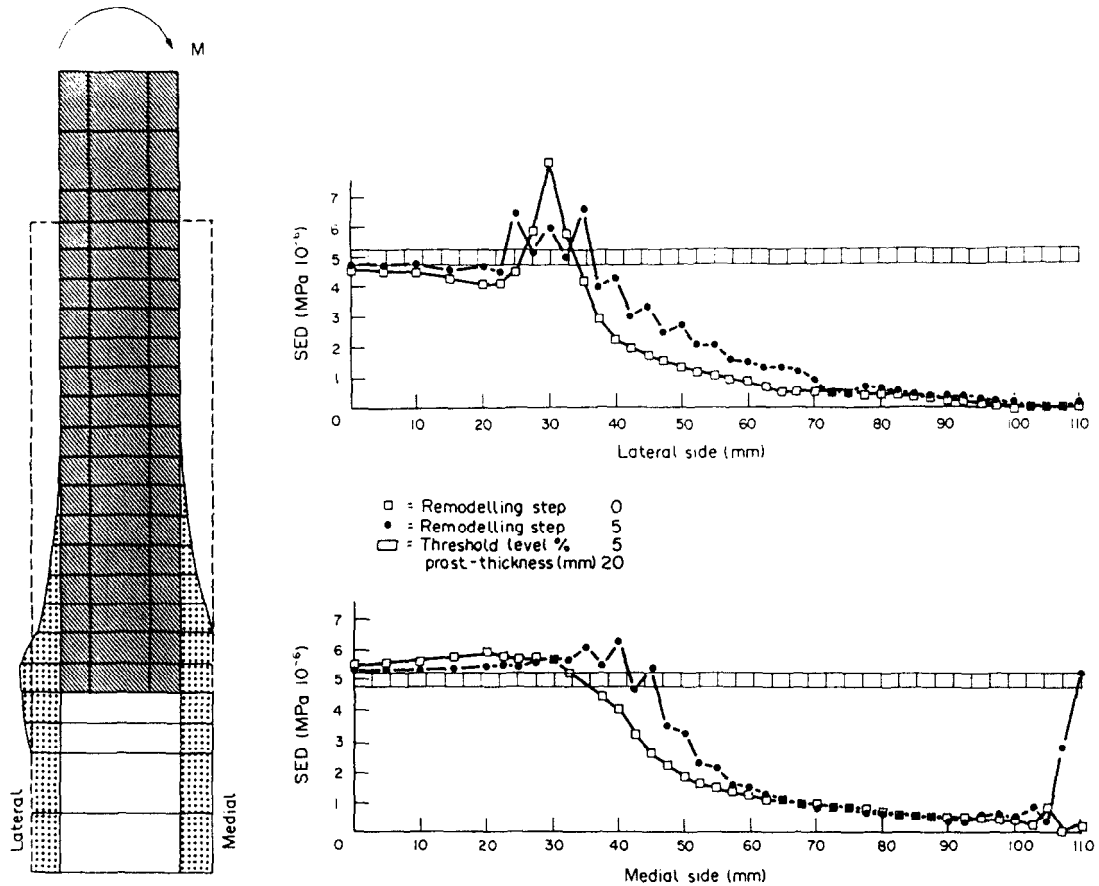 M
Lateral
Medial
SED (MPa 10⁻⁶)
7
6
5
4
3
2
1
0
0 10 20 30 40 50 60 70 80 90 100 110
Lateral side (mm)
□ = Remodelling step 0
● = Remodelling step 5
▭ = Threshold level % 5
prost-thickness (mm) 20
SED (MPa 10⁻⁶)
7
6
5
4
3
2
1
0
0 10 20 30 40 50 60 70 80 90 100 110
Medial side (mm)